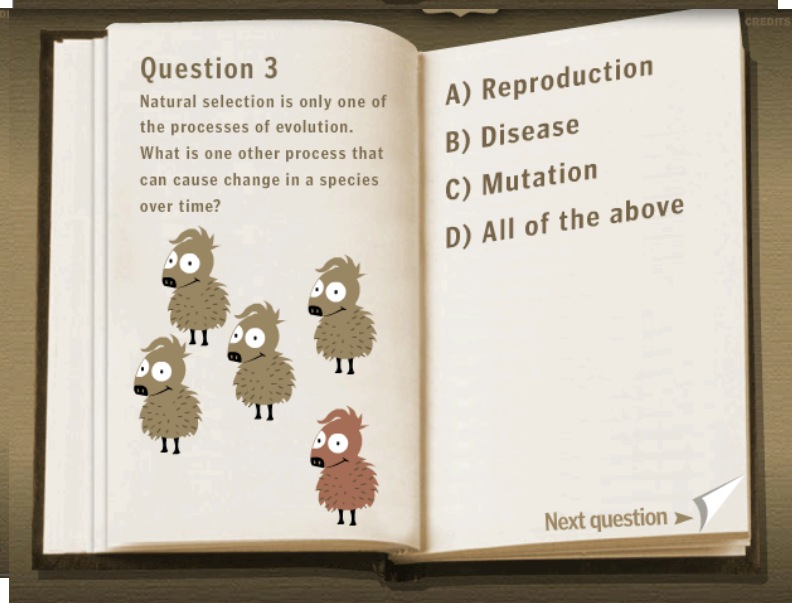 CREDITS
Question 3
Natural selection is only one of
the processes of evolution.
What is one other process that
can cause change in a species
over time?
A) Reproduction
B) Disease
C) Mutation
D) All of the above
Next question